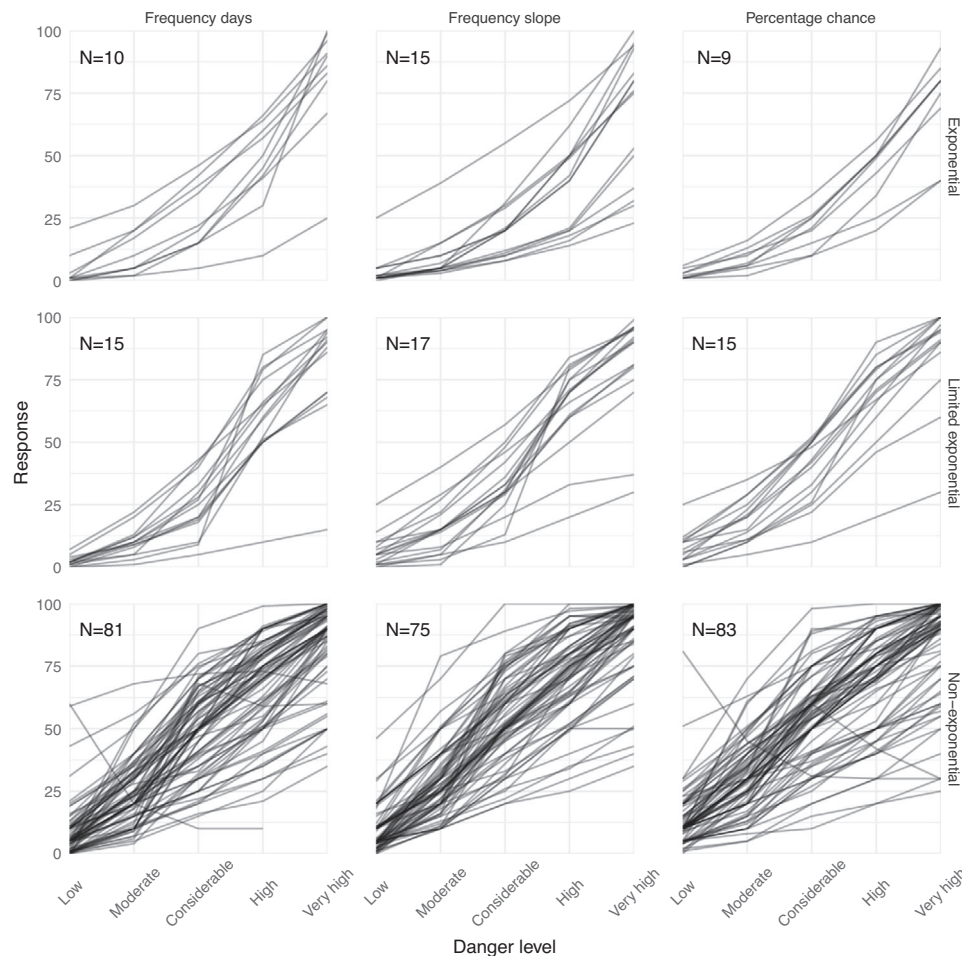 Frequency days
Frequency slope
Percentage chance
100
75
50
25
0
N=10
N=15
N=9
Exponential
100
75
50
25
0
N=15
N=17
N=15
Limited exponential
Response
100
75
50
25
0
N=81
N=75
N=83
Non−exponential
Low
Moderate
Considerable
High
Very high
Low
Moderate
Considerable
High
Very high
Low
Moderate
Considerable
High
Very high
Danger level